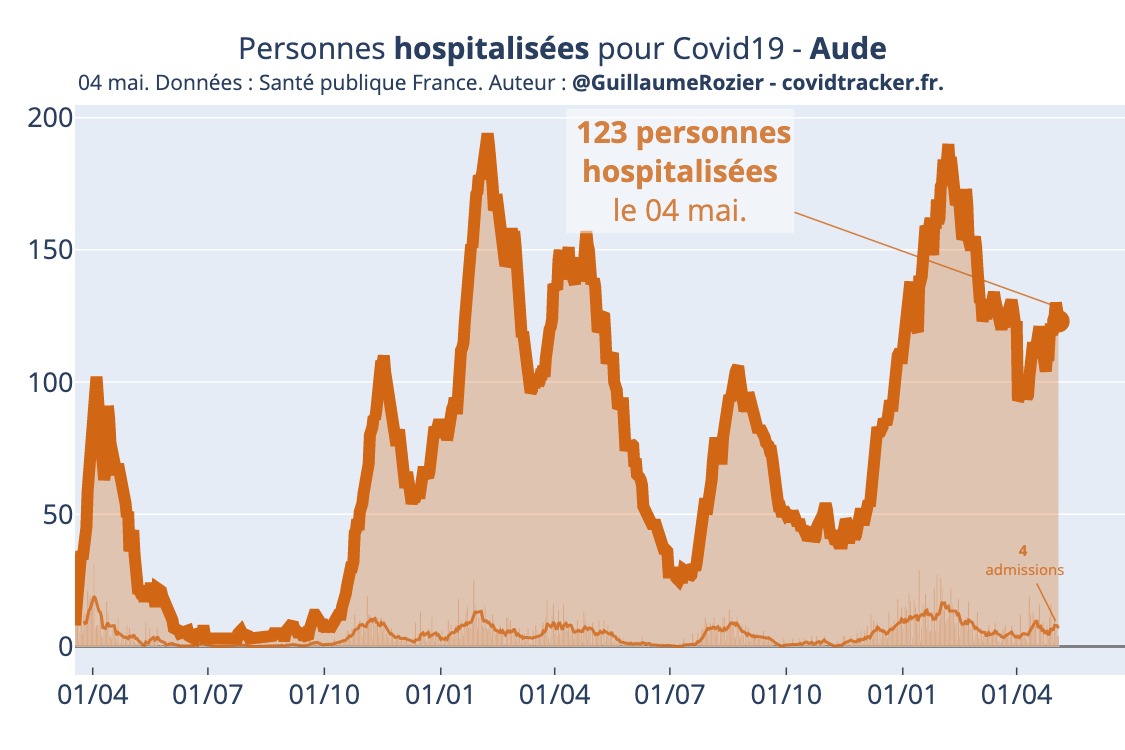 Personnes hospitalisées pour Covid19 - Aude
04 mai. Données : Santé publique France. Auteur : @GuillaumeRozier - covidtracker.fr.
200
123 personnes
hospitalisées
le 04 mai.
150
100
50
4
admissions
0
01/04 01/07 01/10 01/01 01/04 01/07 01/10 01/01 01/04